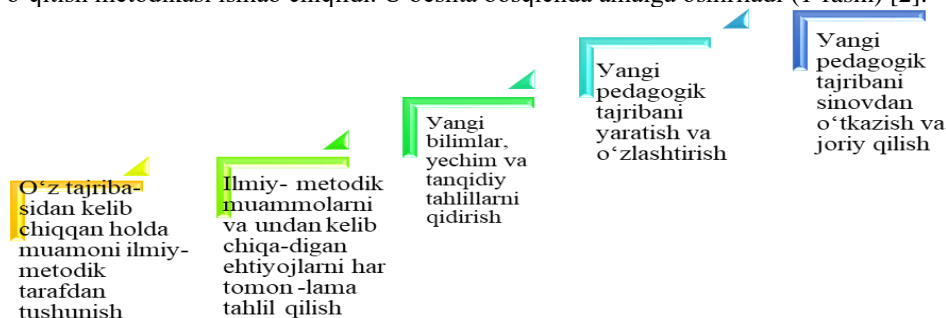 o‘qitish metodikasi ishlab chiqildi. U beshta bosqichda amalga oshiriladi (1-rasm) [2].
O‘z tajriba-
sidan kelib
chiqqan holda
muamoni ilmiy-
metodik
tarafdan
tushunish
Ilmiy- metodik
muammolarni
va undan kelib
chiqa-digan
ehtiyojlarni har
tomon -lama
tahlil qilish
Yangi
bilimlar,
yechim va
tanqidiy
tahlillarni
qidirish
Yangi
pedagogik
tajribani
yaratish va
o‘zlashtirish
Yangi
pedagogik
tajribani
sinovdan
o‘tkazish va
joriy qilish